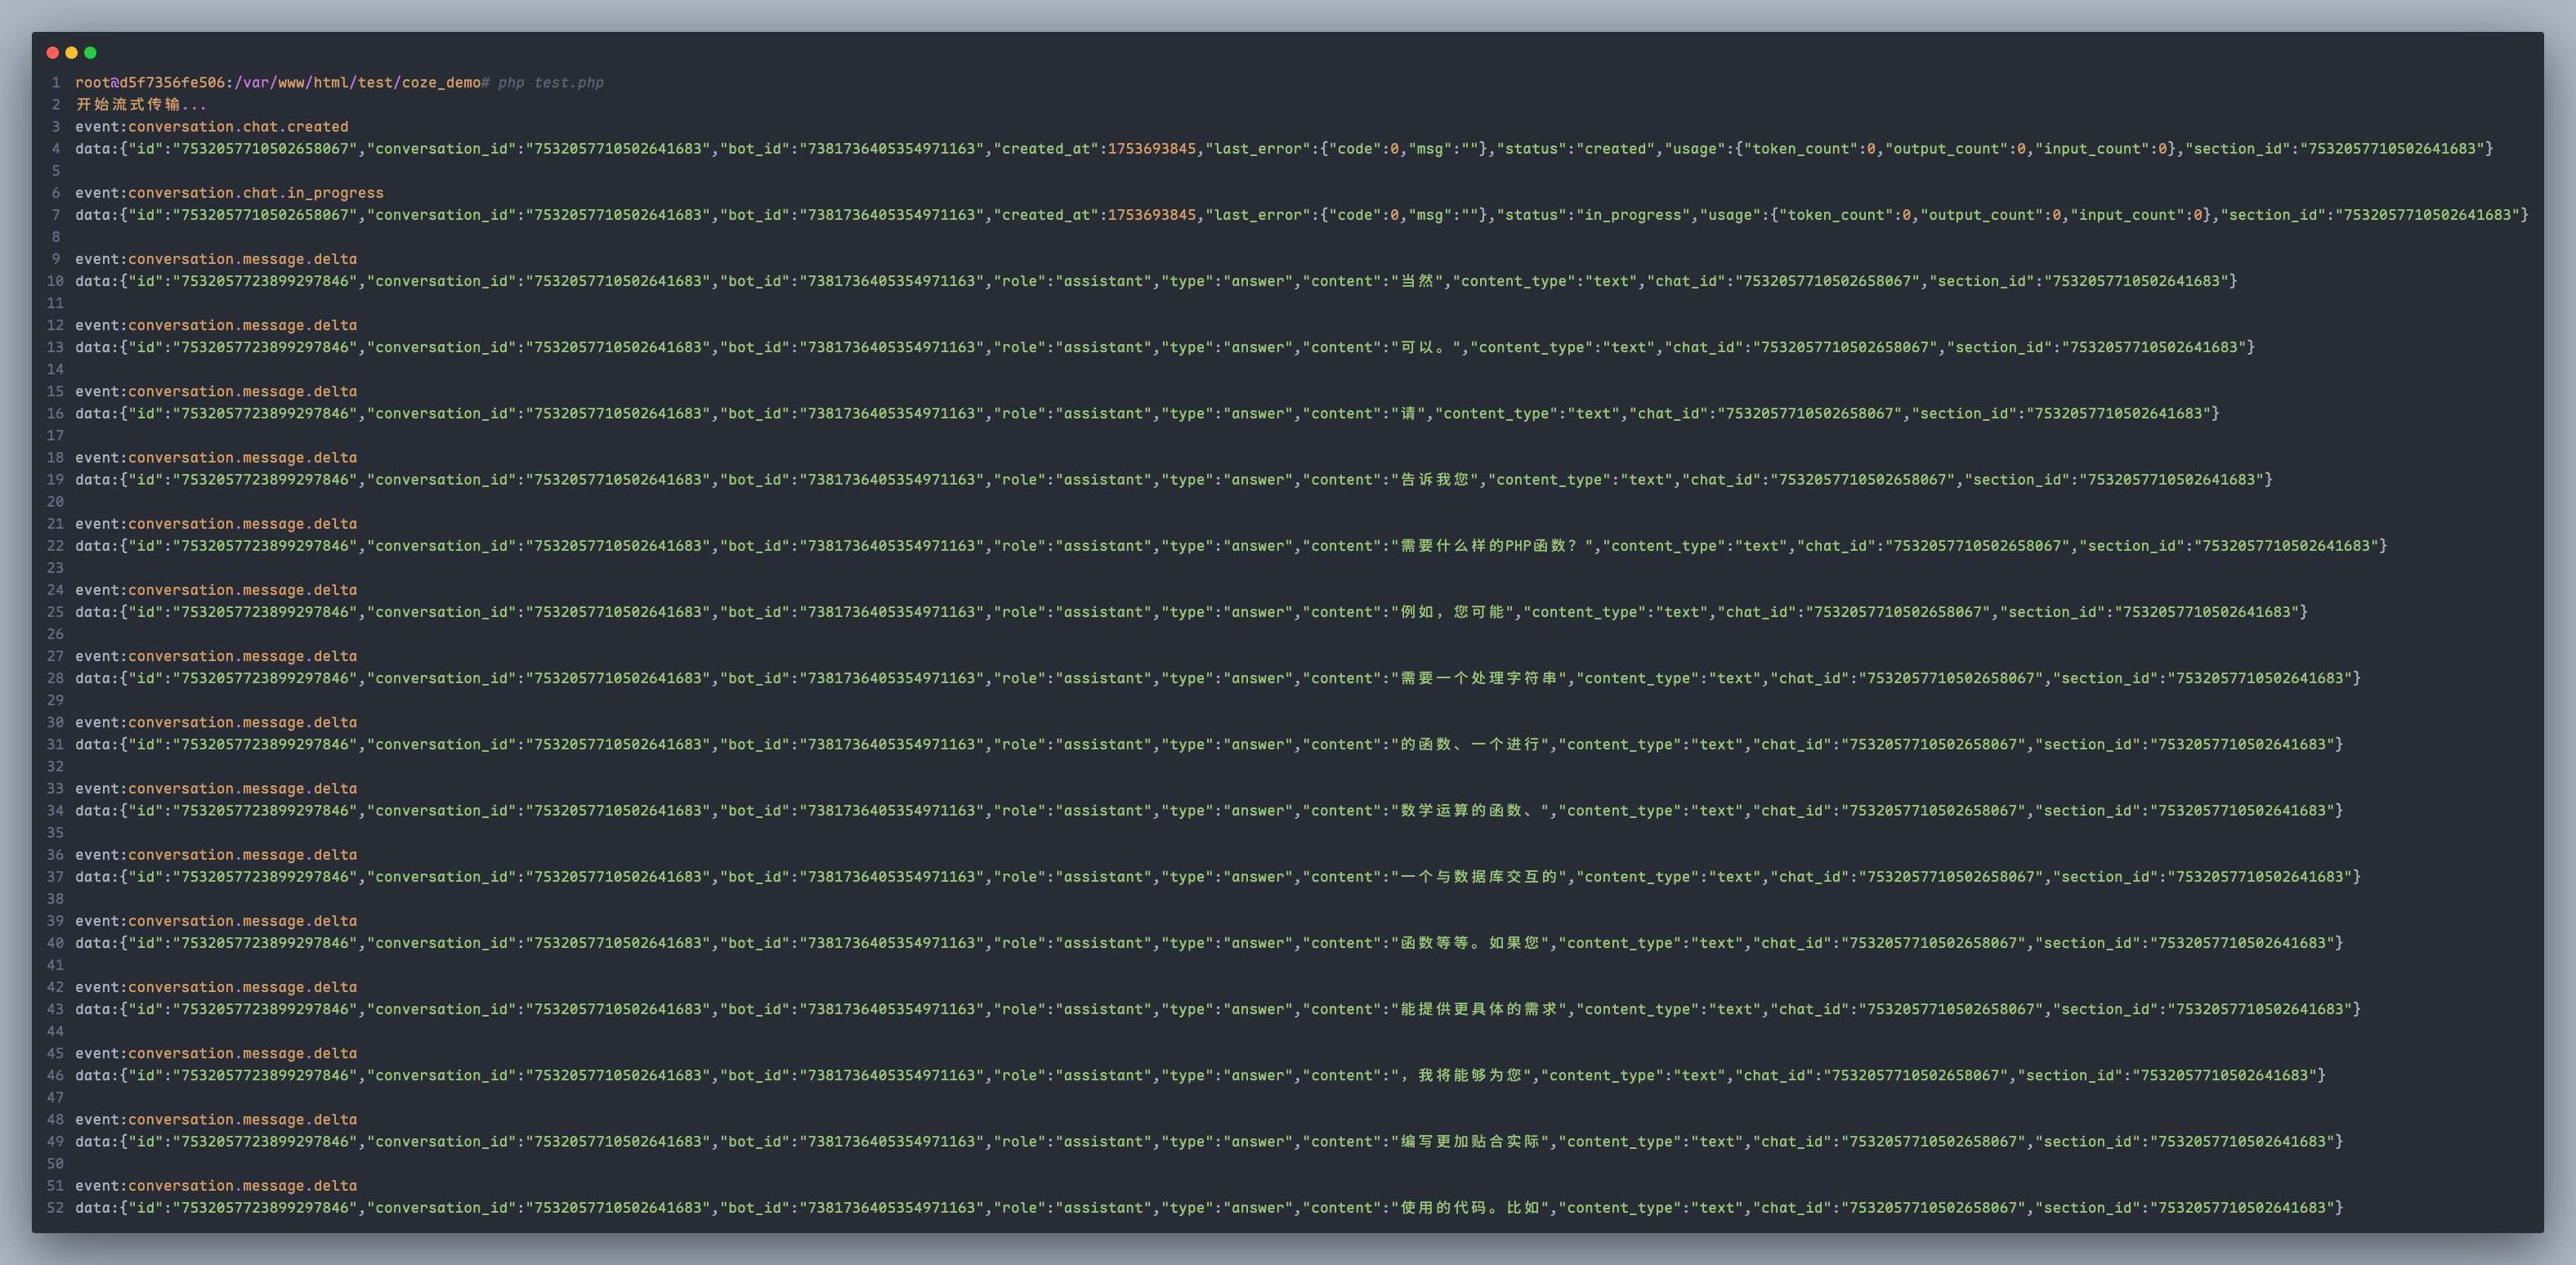 1 root@d5f7356fe506:/var/www/html/test/coze_demo# php test.php
2 开始流式传输...
3 event:conversation.chat.created
4 data:{"id":"7532057710502658067","conversation_id":"7532057710502641683","bot_id":"7381736405354971163","created_at":1753693845,"last_error":{"code":0,"msg":""},"status":"created","usage":{"token_count":0,"output_count":0,"input_count":0},"section_id":"7532057710502641683"}
5
6 event:conversation.chat.in_progress
7 data:{"id":"7532057710502658067","conversation_id":"7532057710502641683","bot_id":"7381736405354971163","created_at":1753693845,"last_error":{"code":0,"msg":""},"status":"in_progress","usage":{"token_count":0,"output_count":0,"input_count":0},"section_id":"7532057710502641683"}
8
9 event:conversation.message.delta
10 data:{"id":"7532057723899297846","conversation_id":"7532057710502641683","bot_id":"7381736405354971163","role":"assistant","type":"answer","content":"当然","content_type":"text","chat_id":"7532057710502658067","section_id":"7532057710502641683"}
11
12 event:conversation.message.delta
13 data:{"id":"7532057723899297846","conversation_id":"7532057710502641683","bot_id":"7381736405354971163","role":"assistant","type":"answer","content":"可以。","content_type":"text","chat_id":"7532057710502658067","section_id":"7532057710502641683"}
14
15 event:conversation.message.delta
16 data:{"id":"7532057723899297846","conversation_id":"7532057710502641683","bot_id":"7381736405354971163","role":"assistant","type":"answer","content":"请","content_type":"text","chat_id":"7532057710502658067","section_id":"7532057710502641683"}
17
18 event:conversation.message.delta
19 data:{"id":"7532057723899297846","conversation_id":"7532057710502641683","bot_id":"7381736405354971163","role":"assistant","type":"answer","content":"告诉我您","content_type":"text","chat_id":"7532057710502658067","section_id":"7532057710502641683"}
20
21 event:conversation.message.delta
22 data:{"id":"7532057723899297846","conversation_id":"7532057710502641683","bot_id":"7381736405354971163","role":"assistant","type":"answer","content":"需要什么样的PHP函数？","content_type":"text","chat_id":"7532057710502658067","section_id":"7532057710502641683"}
23
24 event:conversation.message.delta
25 data:{"id":"7532057723899297846","conversation_id":"7532057710502641683","bot_id":"7381736405354971163","role":"assistant","type":"answer","content":"例如，您可能","content_type":"text","chat_id":"7532057710502658067","section_id":"7532057710502641683"}
26
27 event:conversation.message.delta
28 data:{"id":"7532057723899297846","conversation_id":"7532057710502641683","bot_id":"7381736405354971163","role":"assistant","type":"answer","content":"需要一个处理字符串","content_type":"text","chat_id":"7532057710502658067","section_id":"7532057710502641683"}
29
30 event:conversation.message.delta
31 data:{"id":"7532057723899297846","conversation_id":"7532057710502641683","bot_id":"7381736405354971163","role":"assistant","type":"answer","content":"的函数、一个进行","content_type":"text","chat_id":"7532057710502658067","section_id":"7532057710502641683"}
32
33 event:conversation.message.delta
34 data:{"id":"7532057723899297846","conversation_id":"7532057710502641683","bot_id":"7381736405354971163","role":"assistant","type":"answer","content":"数学运算的函数、","content_type":"text","chat_id":"7532057710502658067","section_id":"7532057710502641683"}
35
36 event:conversation.message.delta
37 data:{"id":"7532057723899297846","conversation_id":"7532057710502641683","bot_id":"7381736405354971163","role":"assistant","type":"answer","content":"一个与数据库交互的","content_type":"text","chat_id":"7532057710502658067","section_id":"7532057710502641683"}
38
39 event:conversation.message.delta
40 data:{"id":"7532057723899297846","conversation_id":"7532057710502641683","bot_id":"7381736405354971163","role":"assistant","type":"answer","content":"函数等等。如果您","content_type":"text","chat_id":"7532057710502658067","section_id":"7532057710502641683"}
41
42 event:conversation.message.delta
43 data:{"id":"7532057723899297846","conversation_id":"7532057710502641683","bot_id":"7381736405354971163","role":"assistant","type":"answer","content":"能提供更具体的需求","content_type":"text","chat_id":"7532057710502658067","section_id":"7532057710502641683"}
44
45 event:conversation.message.delta
46 data:{"id":"7532057723899297846","conversation_id":"7532057710502641683","bot_id":"7381736405354971163","role":"assistant","type":"answer","content":"，我将能够为您","content_type":"text","chat_id":"7532057710502658067","section_id":"7532057710502641683"}
47
48 event:conversation.message.delta
49 data:{"id":"7532057723899297846","conversation_id":"7532057710502641683","bot_id":"7381736405354971163","role":"assistant","type":"answer","content":"编写更加贴合实际","content_type":"text","chat_id":"7532057710502658067","section_id":"7532057710502641683"}
50
51 event:conversation.message.delta
52 data:{"id":"7532057723899297846","conversation_id":"7532057710502641683","bot_id":"7381736405354971163","role":"assistant","type":"answer","content":"使用的代码。比如","content_type":"text","chat_id":"7532057710502658067","section_id":"7532057710502641683"}